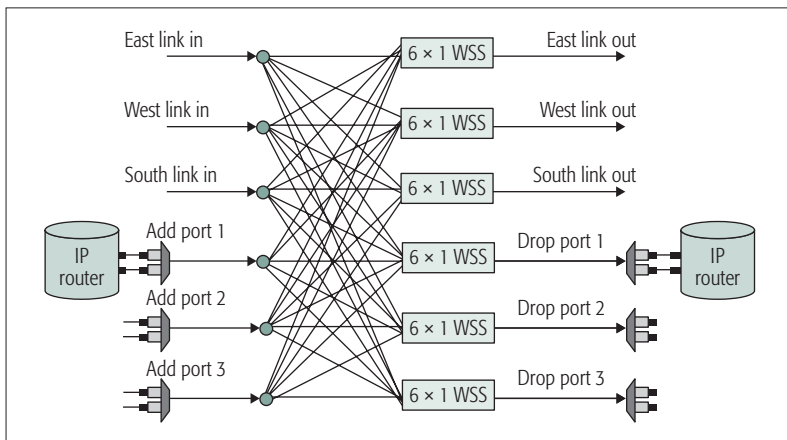 East link in
6 × 1 WSS
East link out
West link in
6 × 1 WSS
West link out
South link in
6 × 1 WSS
South link out
IP
router
Add port 1
6 × 1 WSS
Drop port 1
IP
router
Add port 2
6 × 1 WSS
Drop port 2
Add port 3
6 × 1 WSS
Drop port 3